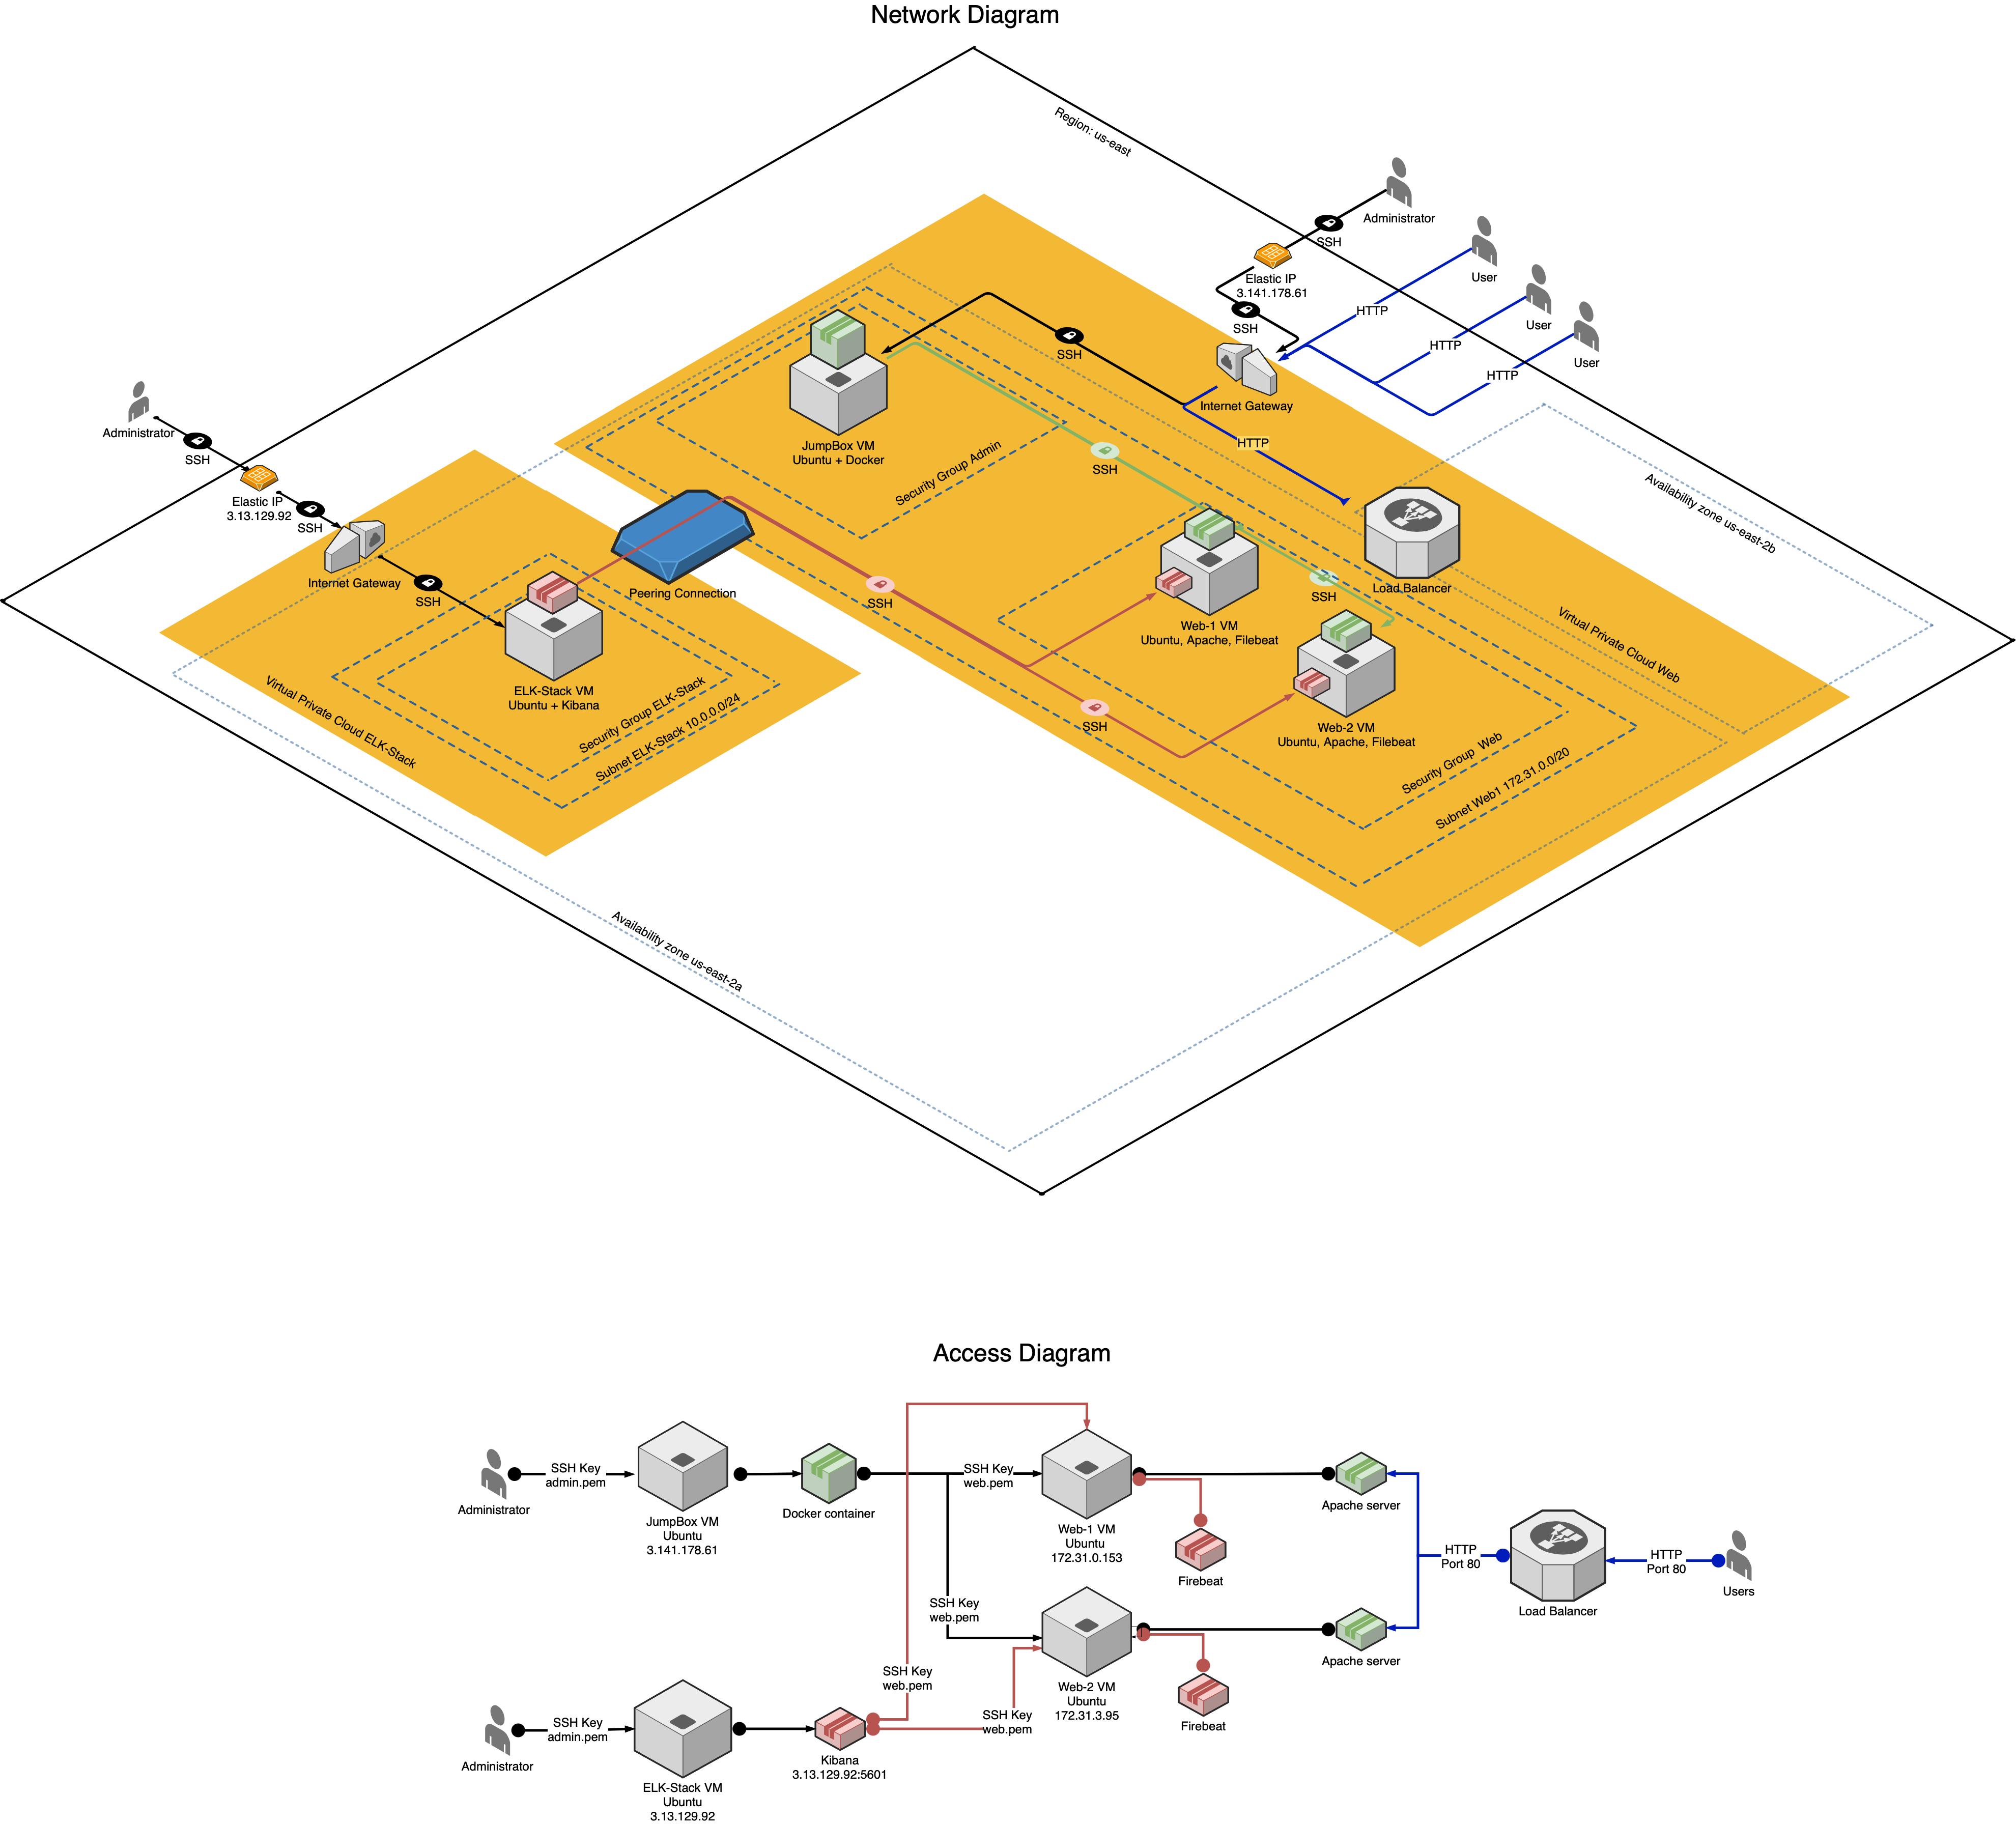 Network Diagram
Region: us-east
Administrator
SSH
Elastic IP
3.141.178.61
SSH
User
User
User
HTTP
HTTP
HTTP
Internet Gateway
SSH
HTTP
JumpBox VM
Ubuntu + Docker
Security Group Admin
SSH
SSH
Load Balancer
Availability zone us-east-2b
Virtual Private Cloud Web
Administrator
SSH
Elastic IP
3.13.129.92
SSH
Internet Gateway
SSH
Peering Connection
SSH
SSH
ELK-Stack VM
Ubuntu + Kibana
Security Group ELK-Stack
Subnet ELK-Stack 10.0.0.0/24
Virtual Private Cloud ELK-Stack
Web-1 VM
Ubuntu, Apache, Filebeat
Web-2 VM
Ubuntu, Apache, Filebeat
Security Group Web
Subnet Web1 172.31.0.0/20
Availability zone us-east-2a
Access Diagram
Administrator
SSH Key
admin.pem
JumpBox VM
Ubuntu
3.141.178.61
Docker container
SSH Key
web.pem
Web-1 VM
Ubuntu
172.31.0.153
Firebeat
Apache server
SSH Key
web.pem
HTTP
Port 80
Load Balancer
HTTP
Port 80
Users
SSH Key
web.pem
Web-2 VM
Ubuntu
172.31.3.95
Firebeat
Apache server
Administrator
SSH Key
admin.pem
ELK-Stack VM
Ubuntu
3.13.129.92
Kibana
3.13.129.92:5601
SSH Key
web.pem